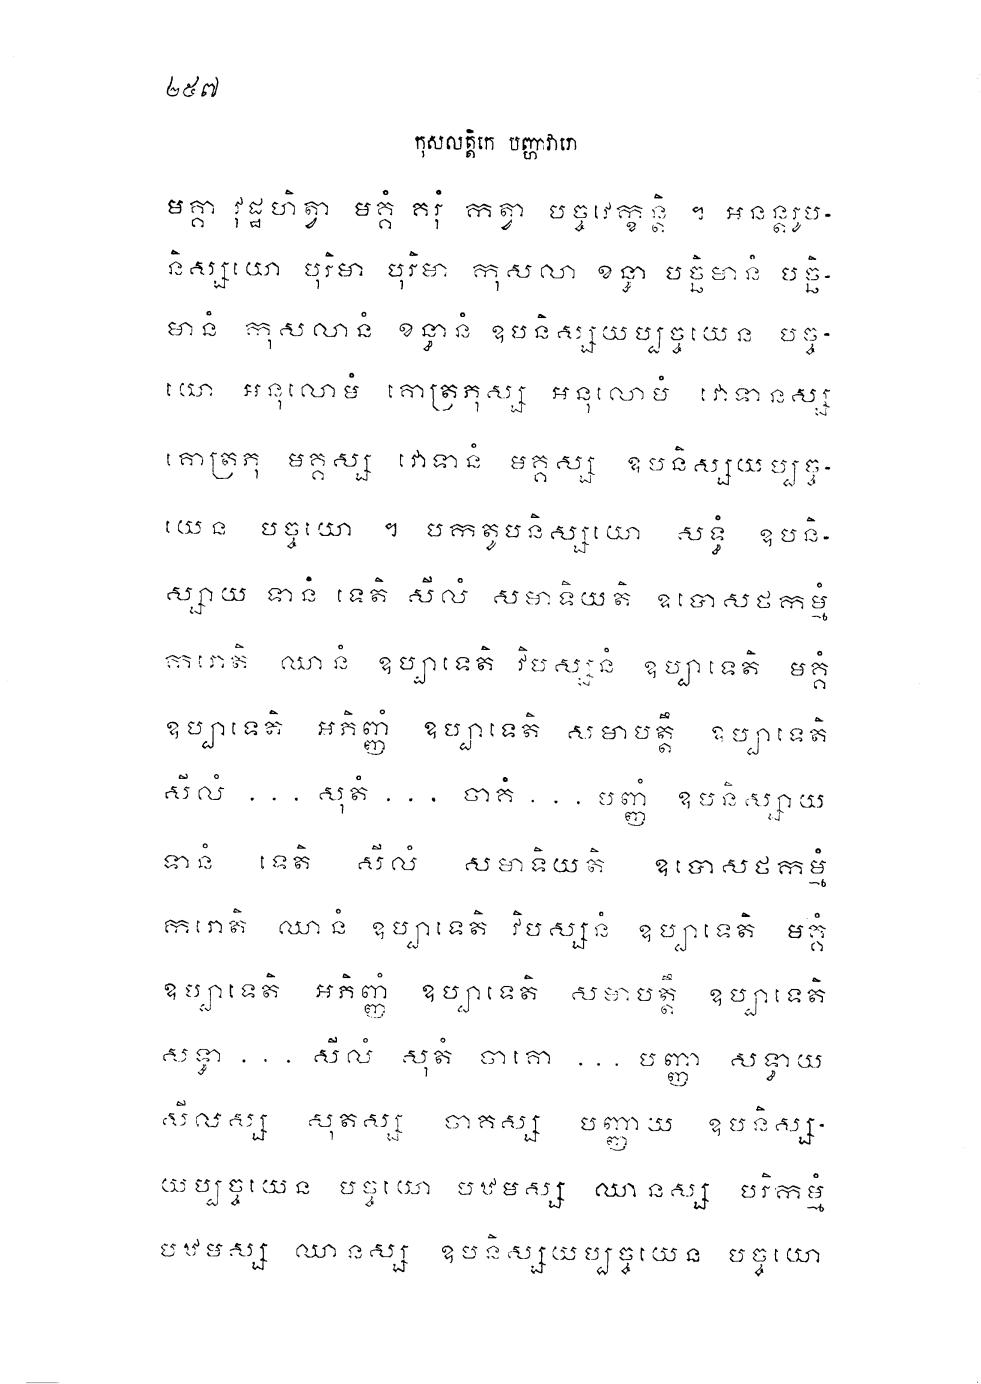 ២៥៧
កុសលត្តិកេ បញ្ហាវារោ
មគ្គា វុដ្ឋហិត្វា មគ្គំ គរុំ កត្វា បច្ចវេក្ខន្តិ ។ អនន្តរូប-
និស្សយោ បុរិមា បុរិមា កុសលា ខន្ធា បច្ឆិមានំ បច្ឆិ-
មានំ កុសលានំ ខន្ធានំ ឧបនិស្សយប្បច្ចយេន បច្ច-
យោ អនុលោមំ គោត្រភុស្ស អនុលោមំ វោទានស្ស
គោត្រភុ មគ្គស្ស វោទានំ មគ្គស្ស ឧបនិស្សយប្បច្ច-
យេន បច្ចយោ ។ បកតូបនិស្សយោ សទ្ធំ ឧបនិ-
ស្សាយ ទានំ ទេតិ សីលំ សមាទិយតិ ឧបោសថកម្មំ
ករោតិ ឈានំ ឧប្បាទេតិ វិបស្សនំ ឧប្បាទេតិ មគ្គំ
ឧប្បាទេតិ អភិញ្ញំ ឧប្បាទេតិ សមាបត្តឹ ឧប្បាទេតិ
សីលំ ... សុតំ ... ចាគំ ... បញ្ញំ ឧបនិស្សាយ
ទានំ ទេតិ សីលំ សមាទិយតិ ឧបោសថកម្មំ
ករោតិ ឈានំ ឧប្បាទេតិ វិបស្សនំ ឧប្បាទេតិ មគ្គំ
ឧប្បាទេតិ អភិញ្ញំ ឧប្បាទេតិ សមាបត្តឹ ឧប្បាទេតិ
សទ្ធា ... សីលំ សុតំ ចាគោ ... បញ្ញា សទ្ធាយ
សីលស្ស សុតស្ស ចាគស្ស បញ្ញាយ ឧបនិស្ស-
យប្បច្ចយេន បច្ចយោ បឋមស្ស ឈានស្ស បរិកម្មំ
បឋមស្ស ឈានស្ស ឧបនិស្សយប្បច្ចយេន បច្ចយោ